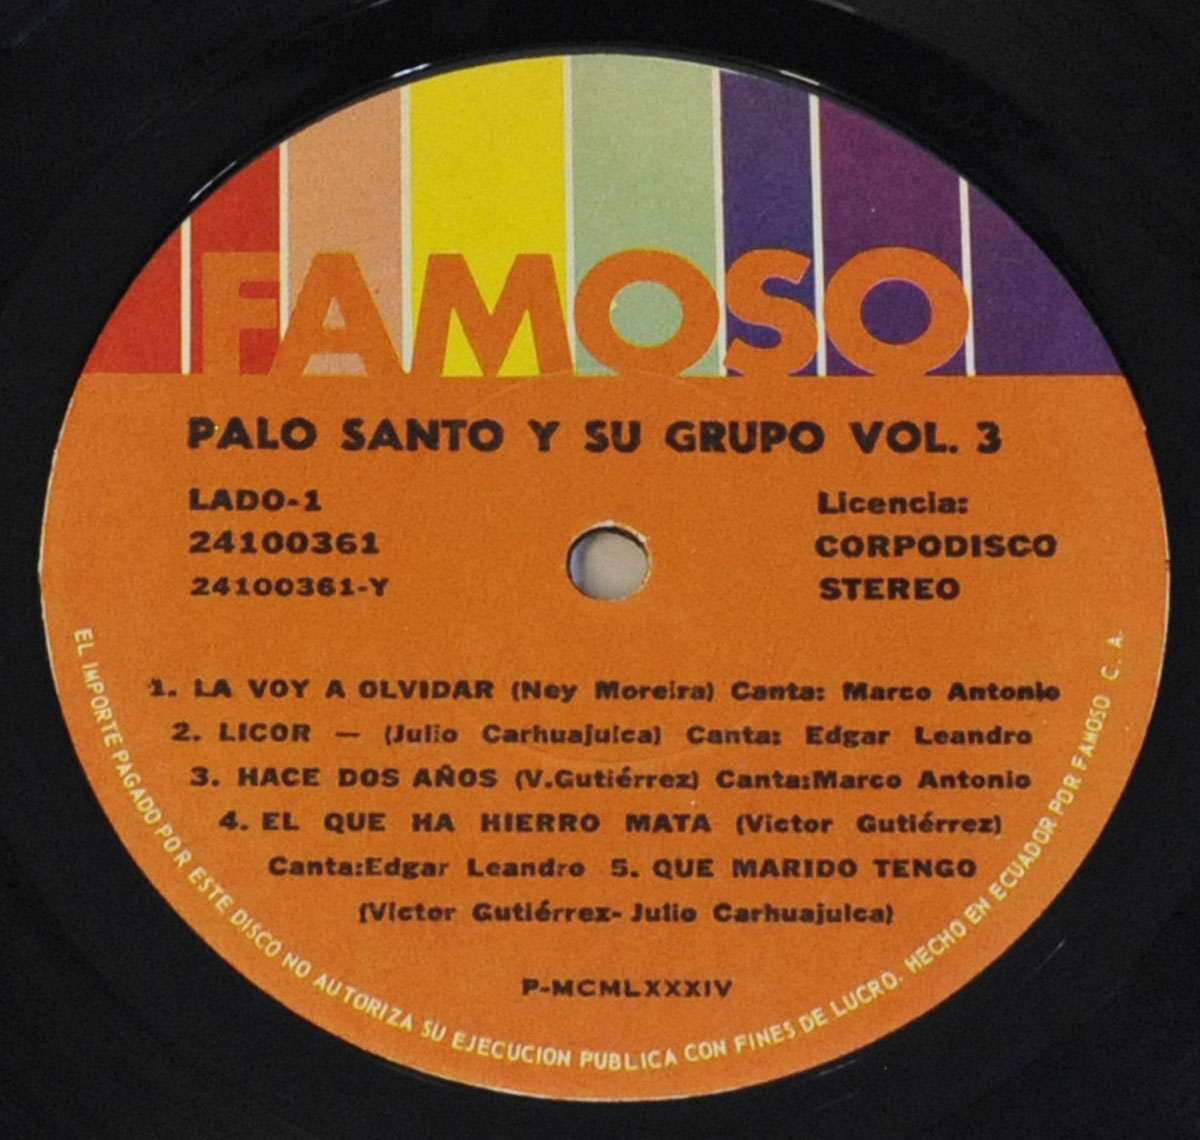 FAMOSO
PALO SANTO Y SU GRUPO VOL. 3
LADO-1
24100361
24100361-Y
Licencia:
CORPODISCO
STEREO
1. LA VOY A OLVIDAR (Ney Moreira) Canta: Marco Antonio
2. LICOR — (Julio Carhuajulca) Canta: Edgar Leandro
3. HACE DOS AÑOS (V.Gutiérrez) Canta:Marco Antonio
4. EL QUE HA HIERRO MATA (Victor Gutiérrez)
Canta:Edgar Leandro 5. QUE MARIDO TENGO
(Victor Gutiérrez- Julio Carhuajulca)
P-MCMLXXXIV
EL IMPORTE PAGADO POR ESTE DISCO NO AUTORIZA SU EJECUCION PUBLICA CON FINES DE LUCRO. HECHO EN ECUADOR POR FAMOSO C. A.